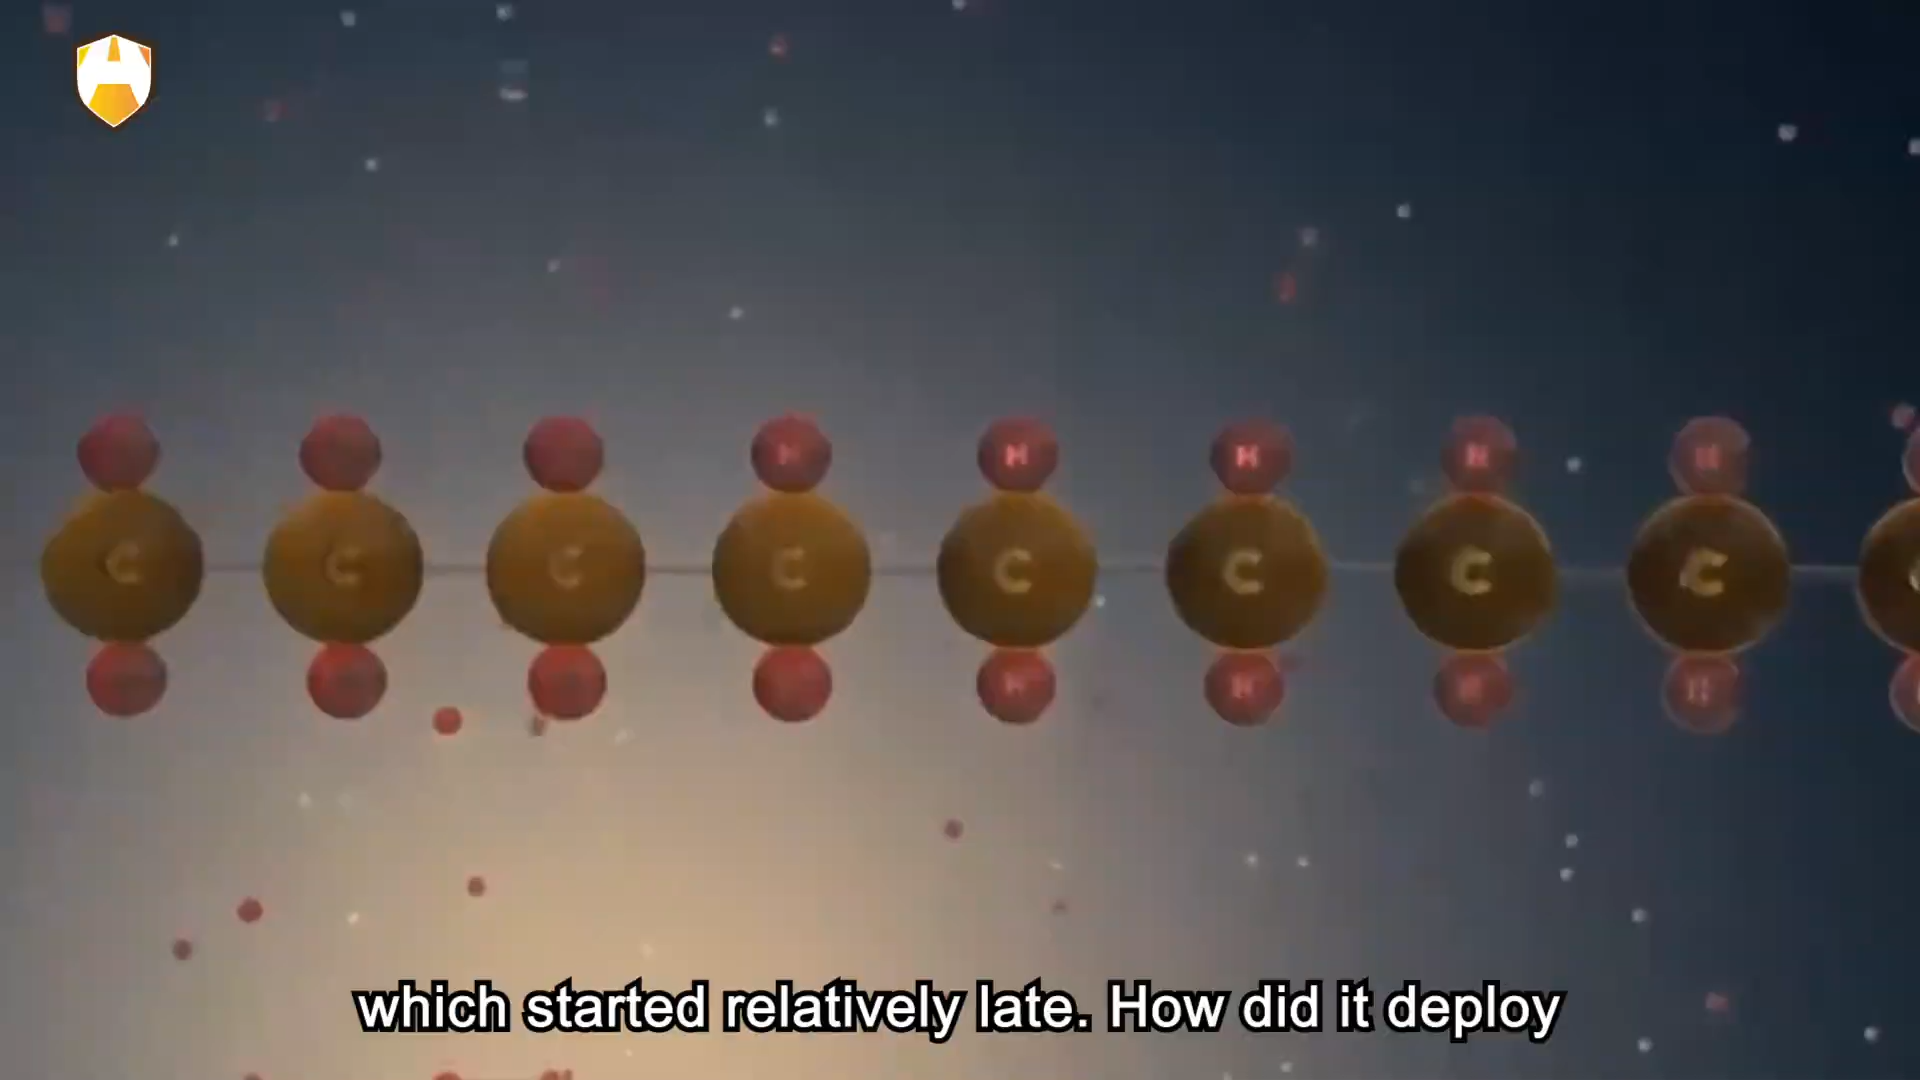 H H H H H
C C C C C C C C
H H H H
which started relatively late. How did it deploy